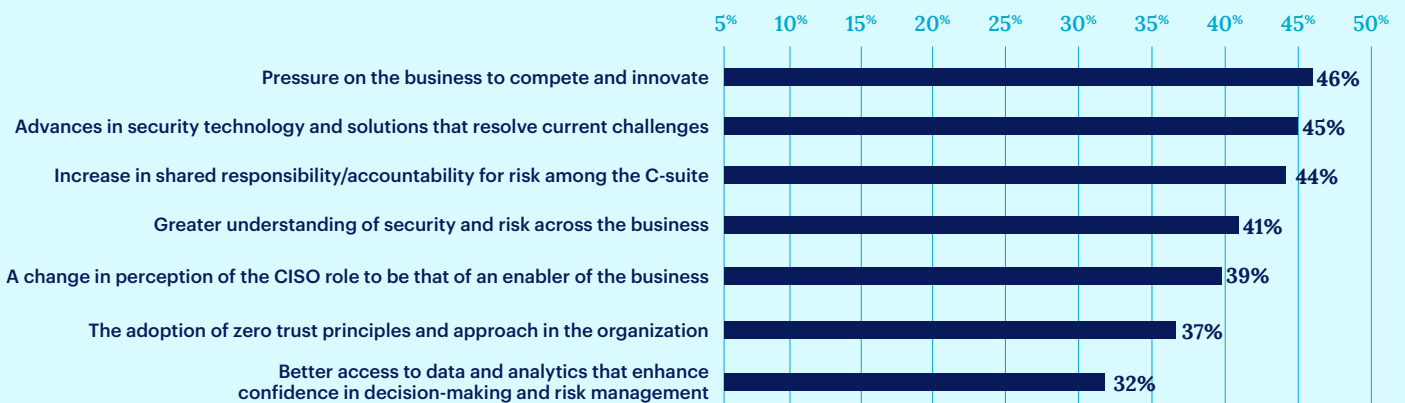 5% 10% 15% 20% 25% 30% 35% 40% 45% 50%
Pressure on the business to compete and innovate 46%
Advances in security technology and solutions that resolve current challenges 45%
Increase in shared responsibility/accountability for risk among the C-suite 44%
Greater understanding of security and risk across the business 41%
A change in perception of the CISO role to be that of an enabler of the business 39%
The adoption of zero trust principles and approach in the organization 37%
Better access to data and analytics that enhance
confidence in decision-making and risk management 32%